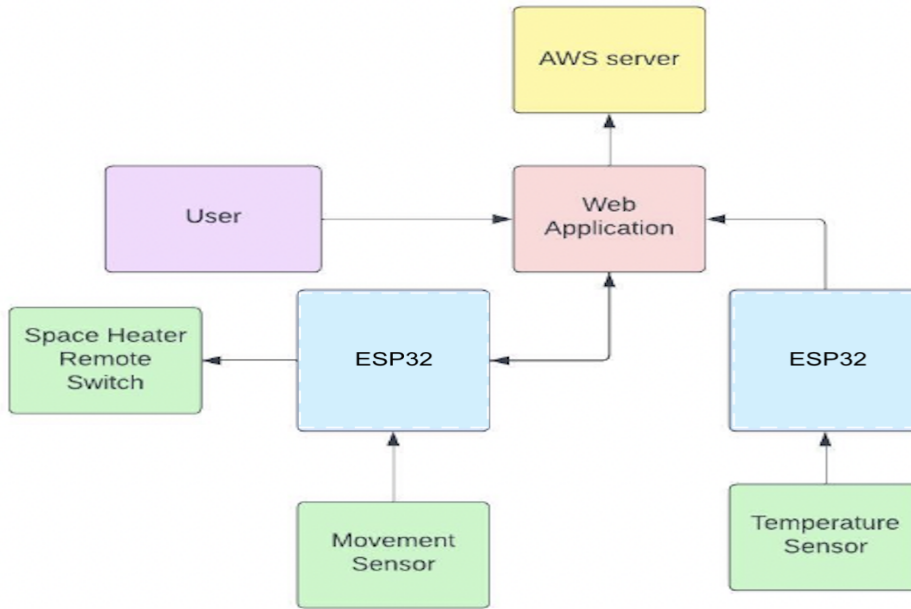 AWS server
User
Web
Application
Space Heater
Remote
Switch
ESP32
ESP32
Movement
Sensor
Temperature
Sensor